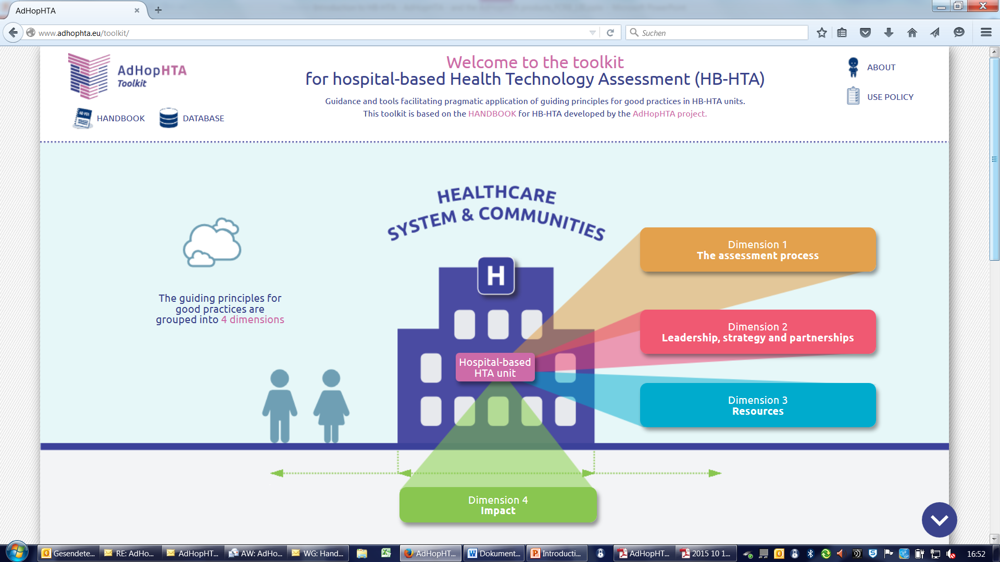 AdHopHTA
www.adhophta.eu/toolkit/
Suchen
AdHopHTA
Toolkit
HANDBOOK
DATABASE
Welcome to the toolkit
for hospital-based Health Technology Assessment (HB-HTA)
Guidance and tools facilitating pragmatic application of guiding principles for good practices in HB-HTA units.
This toolkit is based on the HANDBOOK for HB-HTA developed by the AdHopHTA project.
ABOUT
USE POLICY
HEALTHCARE
SYSTEM & COMMUNITIES
H
The guiding principles for
good practices are
grouped into 4 dimensions
Hospital-based
HTA unit
Dimension 1
The assessment process
Dimension 2
Leadership, strategy and partnerships
Dimension 3
Resources
Dimension 4
Impact
Gesendete...
RE: AdHo...
AdHopHT...
AW: AdHo...
WG: Hand...
AdHopHT...
Dokument...
Introducti...
AdHopHT...
2015 10 1...
16:52